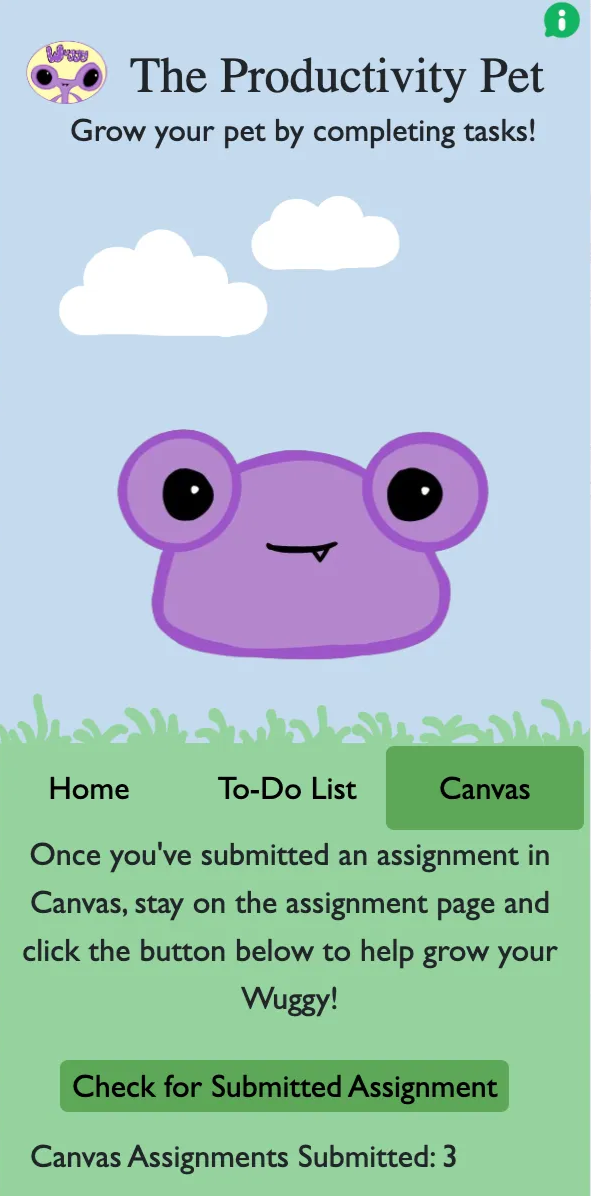 Wuggy
The Productivity Pet
Grow your pet by completing tasks!
Home
To-Do List
Canvas
Once you've submitted an assignment in
Canvas, stay on the assignment page and
click the button below to help grow your
Wuggy!
Check for Submitted Assignment
Canvas Assignments Submitted: 3